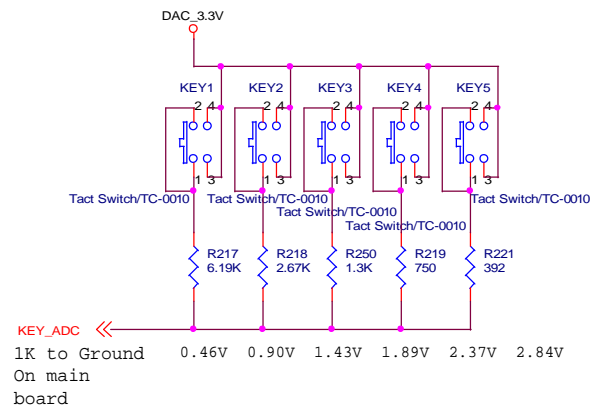 DAC_3.3V
KEY1 KEY2 KEY3 KEY4 KEY5
2 4 2 4 2 4 2 4 2 4
1 3 1 3 1 3 1 3 1 3
Tact Switch/TC-0010 Tact Switch/TC-0010 Tact Switch/TC-0010
Tact Switch/TC-0010
Tact Switch/TC-0010
R217 R218 R250 R219 R221
6.19K 2.67K 1.3K 750 392
KEY_ADC
1K to Ground 0.46V 0.90V 1.43V 1.89V 2.37V 2.84V
On main
board